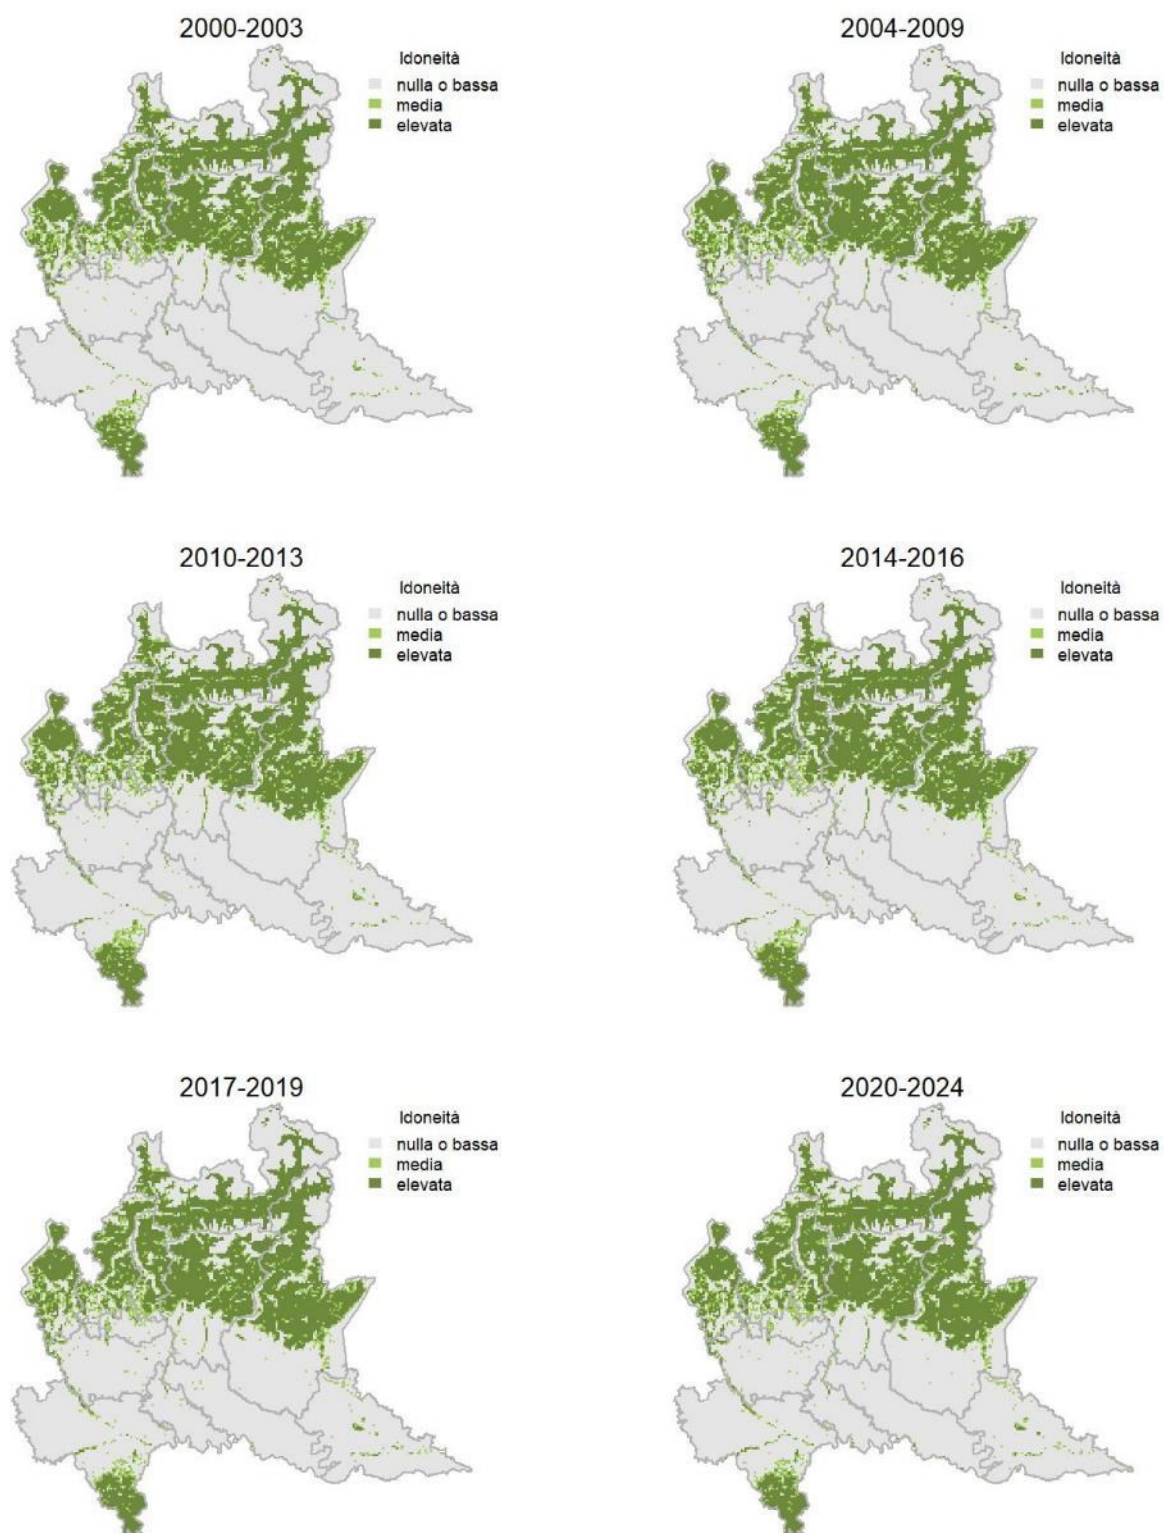 2000-2003
Idoneità
nulla o bassa
media
elevata
2004-2009
Idoneità
nulla o bassa
media
elevata
2010-2013
Idoneità
nulla o bassa
media
elevata
2014-2016
Idoneità
nulla o bassa
media
elevata
2017-2019
Idoneità
nulla o bassa
media
elevata
2020-2024
Idoneità
nulla o bassa
media
elevata